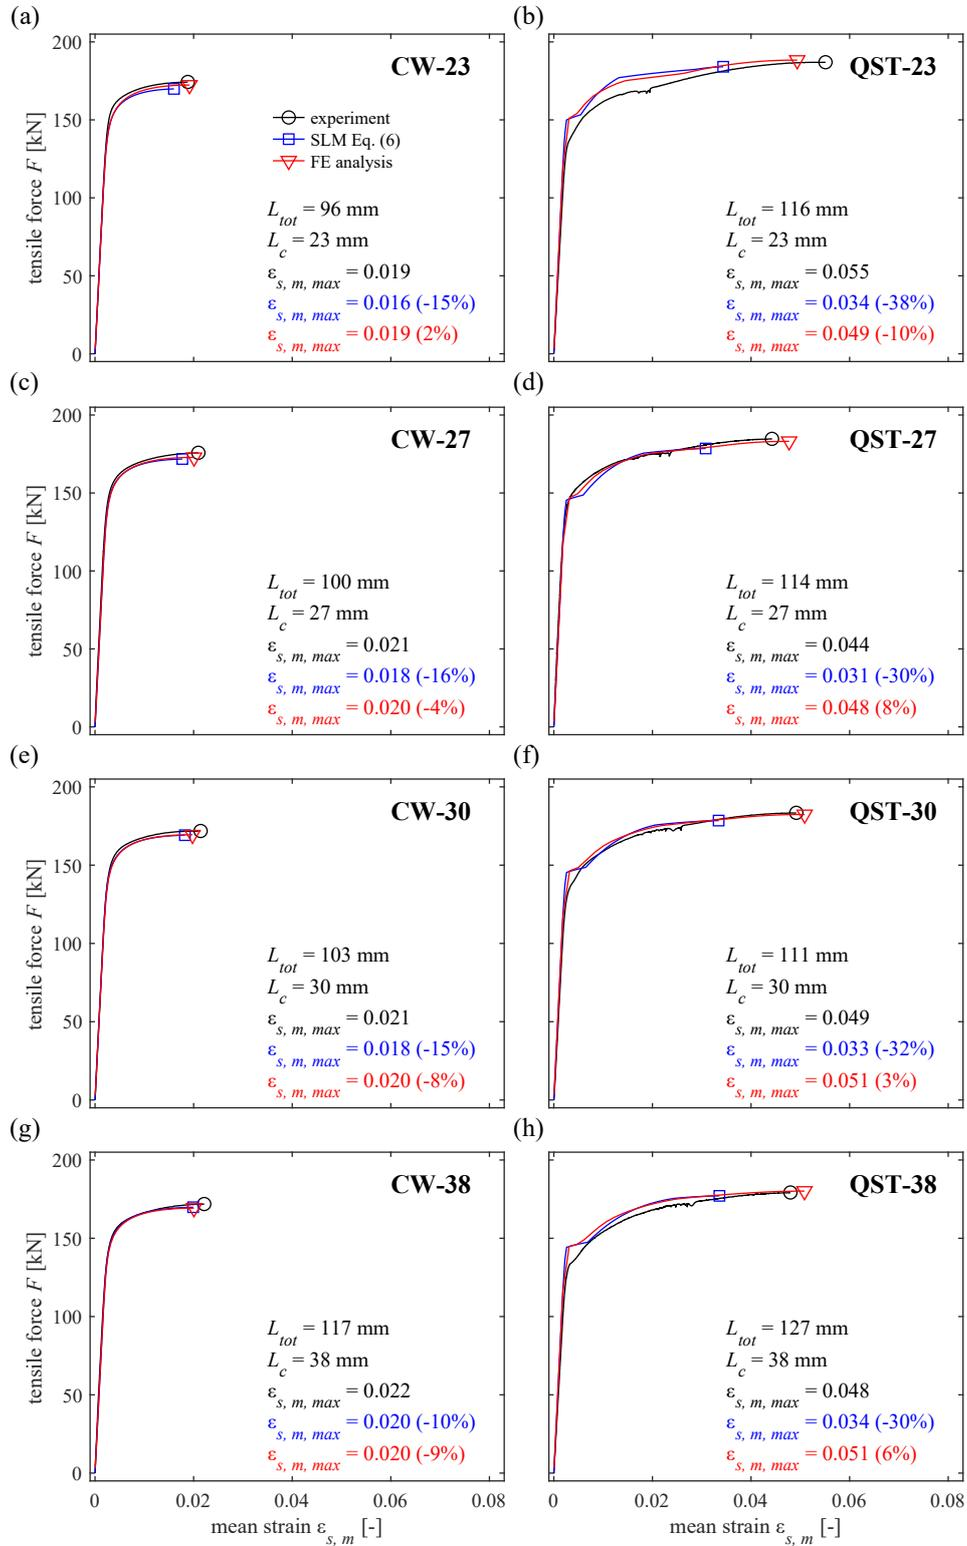 (a)
200
150
100
50
0
tensile force F [kN]
CW-23
experiment
SLM Eq. (6)
FE analysis
L_tot = 96 mm
L_c = 23 mm
ε_s, m, max = 0.019
ε_s, m, max = 0.016 (-15%)
ε_s, m, max = 0.019 (2%)
(b)
QST-23
L_tot = 116 mm
L_c = 23 mm
ε_s, m, max = 0.055
ε_s, m, max = 0.034 (-38%)
ε_s, m, max = 0.049 (-10%)
(c)
200
150
100
50
0
tensile force F [kN]
CW-27
L_tot = 100 mm
L_c = 27 mm
ε_s, m, max = 0.021
ε_s, m, max = 0.018 (-16%)
ε_s, m, max = 0.020 (-4%)
(d)
QST-27
L_tot = 114 mm
L_c = 27 mm
ε_s, m, max = 0.044
ε_s, m, max = 0.031 (-30%)
ε_s, m, max = 0.048 (8%)
(e)
200
150
100
50
0
tensile force F [kN]
CW-30
L_tot = 103 mm
L_c = 30 mm
ε_s, m, max = 0.021
ε_s, m, max = 0.018 (-15%)
ε_s, m, max = 0.020 (-8%)
(f)
QST-30
L_tot = 111 mm
L_c = 30 mm
ε_s, m, max = 0.049
ε_s, m, max = 0.033 (-32%)
ε_s, m, max = 0.051 (3%)
(g)
200
150
100
50
0
tensile force F [kN]
CW-38
L_tot = 117 mm
L_c = 38 mm
ε_s, m, max = 0.022
ε_s, m, max = 0.020 (-10%)
ε_s, m, max = 0.020 (-9%)
0 0.02 0.04 0.06 0.08
mean strain ε_s, m [-]
(h)
QST-38
L_tot = 127 mm
L_c = 38 mm
ε_s, m, max = 0.048
ε_s, m, max = 0.034 (-30%)
ε_s, m, max = 0.051 (6%)
0 0.02 0.04 0.06 0.08
mean strain ε_s, m [-]